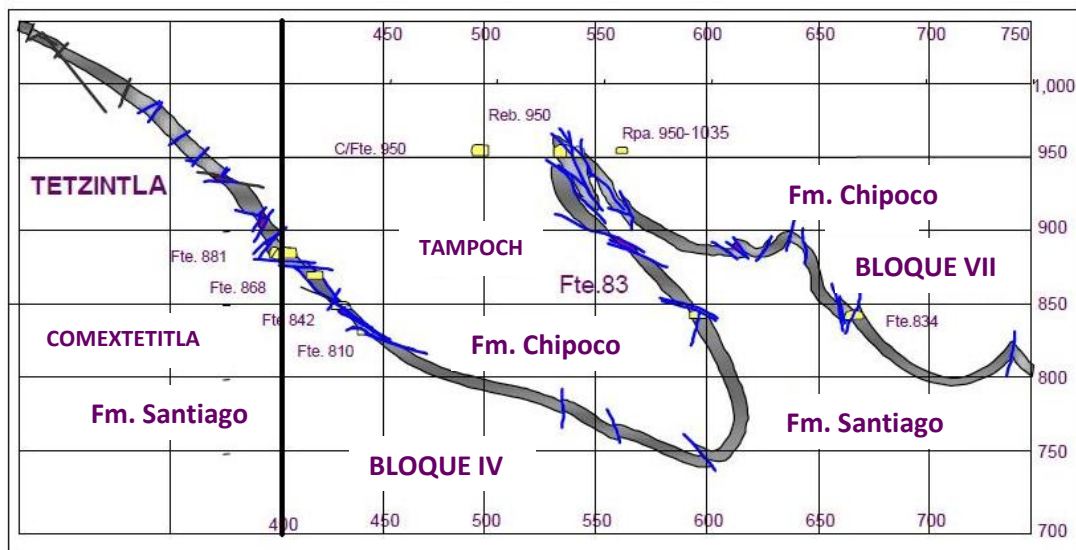 450 500 550 600 650 700 750
1,000
Reb. 950
Rpa. 950-1035
C/Fte. 950
950
TETZINTLA
Fm. Chipoco
900
TAMPOCH
Fte. 881
BLOQUE VII
Fte.83
Fte. 868
850
Fte 842
Fte.834
COMEXTETITLA
Fm. Chipoco
Fte. 810
800
Fm. Santiago
Fm. Santiago
BLOQUE IV
750
400 450 500 550 600 650 700
700